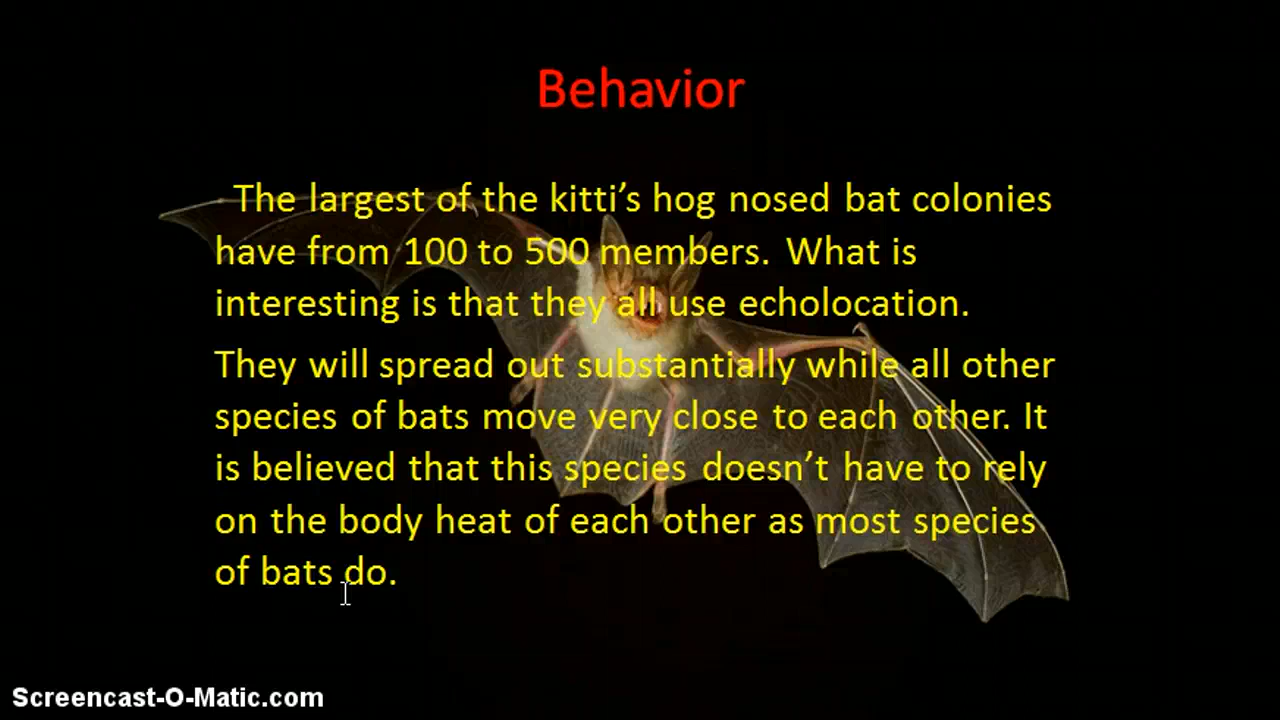 Behavior
The largest of the kitti’s hog nosed bat colonies
have from 100 to 500 members. What is
interesting is that they all use echolocation.
They will spread out substantially while all other
species of bats move very close to each other. It
is believed that this species doesn’t have to rely
on the body heat of each other as most species
of bats do.
Screencast-O-Matic.com